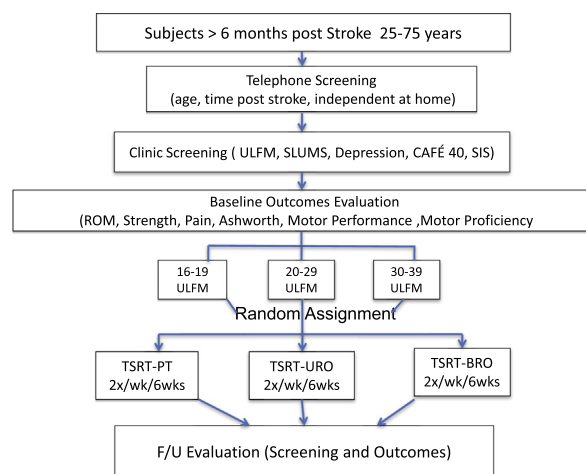 Subjects > 6 months post Stroke 25-75 years
Telephone Screening
(age, time post stroke, independent at home)
Clinic Screening ( ULFM, SLUMS, Depression, CAFÉ 40, SIS)
Baseline Outcomes Evaluation
(ROM, Strength, Pain, Ashworth, Motor Performance ,Motor Proficiency
16-19
ULFM
20-29
ULFM
30-39
ULFM
Random Assignment
TSRT-PT
2x/wk/6wks
TSRT-URO
2x/wk/6wks
TSRT-BRO
2x/wk/6wks
F/U Evaluation (Screening and Outcomes)